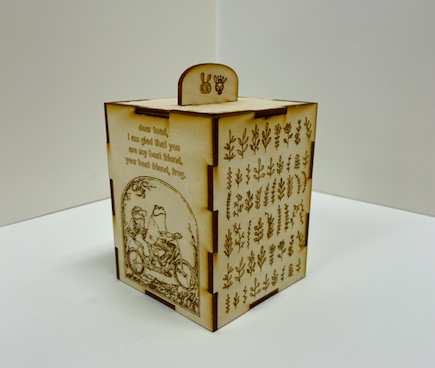 dear toad,
I am glad that you
are my best friend.
your best friend, frog.